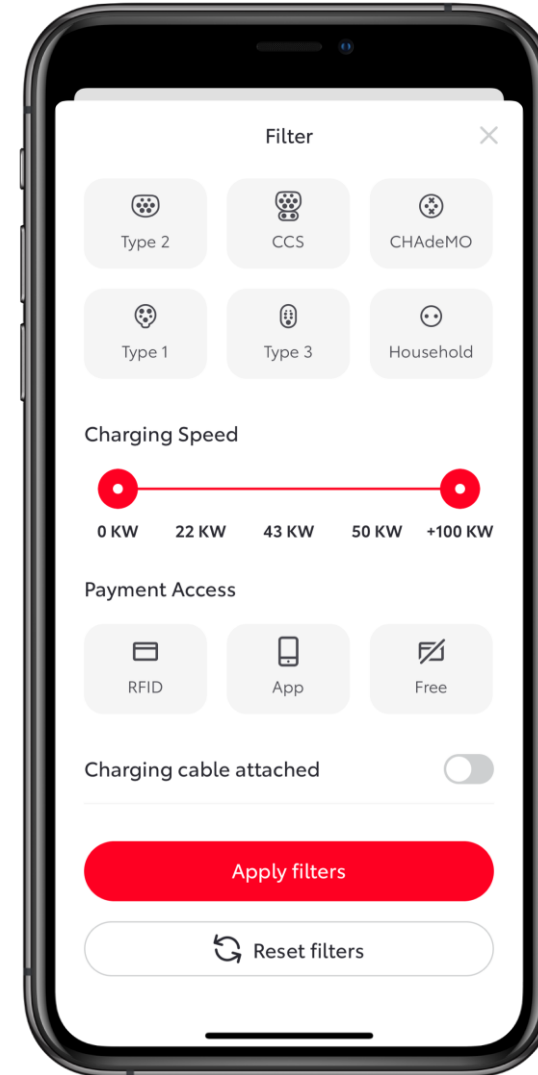 Filter
Type 2 CCS CHAdeMO
Type 1 Type 3 Household
Charging Speed
0 KW 22 KW 43 KW 50 KW +100 KW
Payment Access
RFID App Free
Charging cable attached
Apply filters
Reset filters